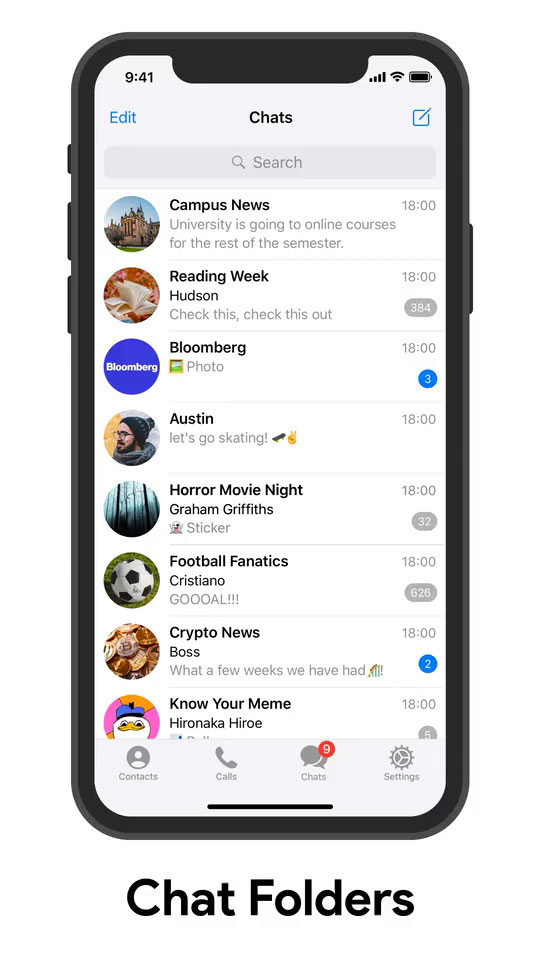 9:41
Edit
Chats
Search
Campus News
18:00
University is going to online courses
for the rest of the semester.
Reading Week
18:00
Hudson
Check this, check this out
384
Bloomberg
Bloomberg
18:00
Photo
3
Austin
18:00
let's go skating! 🛹✌️
Horror Movie Night
18:00
Graham Griffiths
Sticker
32
Football Fanatics
18:00
Cristiano
GOOOAL!!!
626
Crypto News
18:00
Boss
What a few weeks we have had🎢!
2
Know Your Meme
18:00
Hironaka Hiroe
5
9
Contacts
Calls
Chats
Settings
Chat Folders